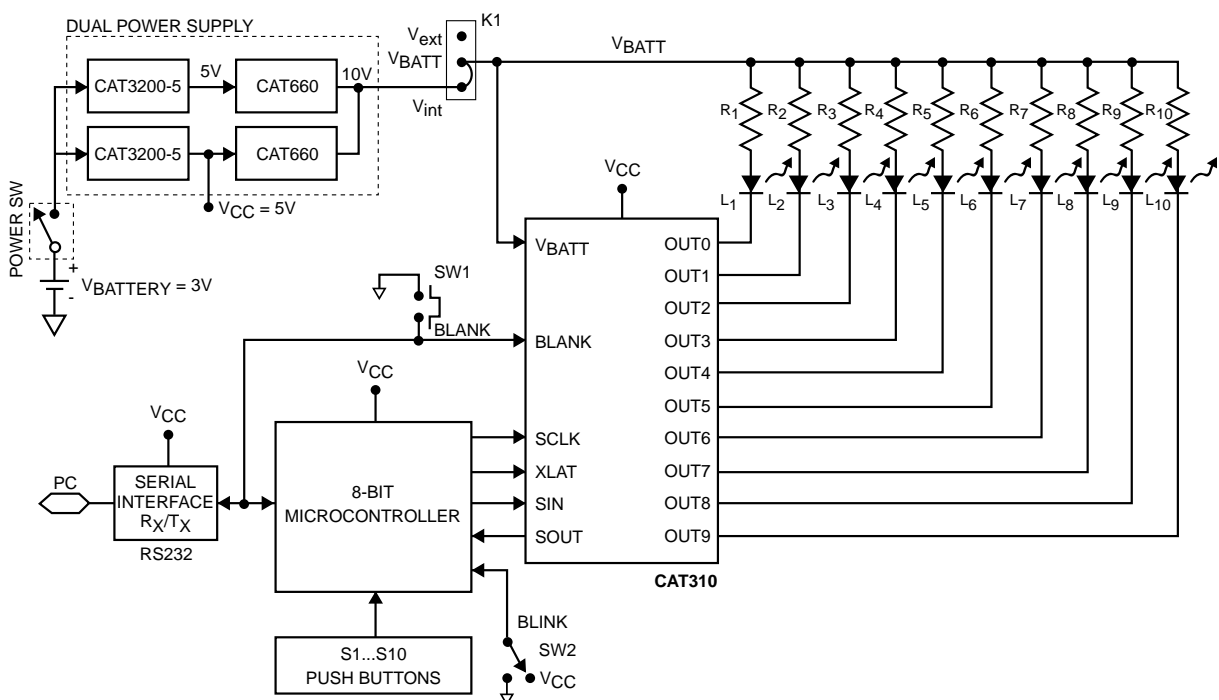 DUAL POWER SUPPLY
CAT3200-5
5V
CAT660
10V
CAT3200-5
CAT660
VCC = 5V
POWER SW
+
-
VBATTERY = 3V
K1
Vext
VBATT
Vint
VBATT
R1
R2
R3
R4
R5
R6
R7
R8
R9
R10
L1
L2
L3
L4
L5
L6
L7
L8
L9
L10
VCC
VBATT
BLANK
SCLK
XLAT
SIN
SOUT
OUT0
OUT1
OUT2
OUT3
OUT4
OUT5
OUT6
OUT7
OUT8
OUT9
CAT310
SW1
BLANK
VCC
8-BIT
MICROCONTROLLER
VCC
PC
SERIAL
INTERFACE
RX/TX
RS232
S1...S10
PUSH BUTTONS
BLINK
SW2
VCC